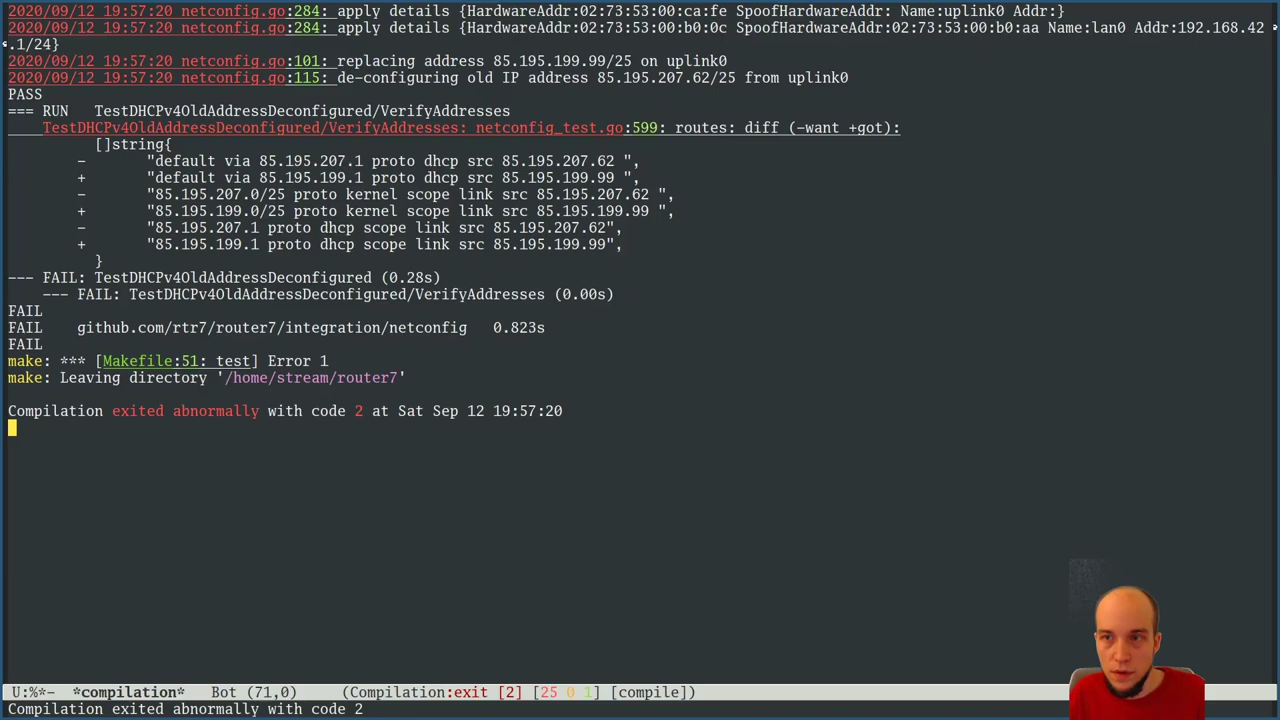 2020/09/12 19:57:20 netconfig.go:284: apply details {HardwareAddr:02:73:53:00:ca:fe SpoofHardwareAddr: Name:uplink0 Addr:}
2020/09/12 19:57:20 netconfig.go:284: apply details {HardwareAddr:02:73:53:00:b0:0c SpoofHardwareAddr:02:73:53:00:b0:aa Name:lan0 Addr:192.168.42
.1/24}
2020/09/12 19:57:20 netconfig.go:101: replacing address 85.195.199.99/25 on uplink0
2020/09/12 19:57:20 netconfig.go:115: de-configuring old IP address 85.195.207.62/25 from uplink0
PASS
=== RUN   TestDHCPv4OldAddressDeconfigured/VerifyAddresses
    TestDHCPv4OldAddressDeconfigured/VerifyAddresses: netconfig_test.go:599: routes: diff (-want +got):
          []string{
        -       "default via 85.195.207.1 proto dhcp src 85.195.207.62 ",
        +       "default via 85.195.199.1 proto dhcp src 85.195.199.99 ",
        -       "85.195.207.0/25 proto kernel scope link src 85.195.207.62 ",
        +       "85.195.199.0/25 proto kernel scope link src 85.195.199.99 ",
        -       "85.195.207.1 proto dhcp scope link src 85.195.207.62",
        +       "85.195.199.1 proto dhcp scope link src 85.195.199.99",
          }
--- FAIL: TestDHCPv4OldAddressDeconfigured (0.28s)
    --- FAIL: TestDHCPv4OldAddressDeconfigured/VerifyAddresses (0.00s)
FAIL
FAIL    github.com/rtr7/router7/integration/netconfig   0.823s
FAIL
make: *** [Makefile:51: test] Error 1
make: Leaving directory '/home/stream/router7'
Compilation exited abnormally with code 2 at Sat Sep 12 19:57:20
U:%*-  *compilation*   Bot (71,0)     (Compilation:exit [2] [25 0 1] [compile])
Compilation exited abnormally with code 2